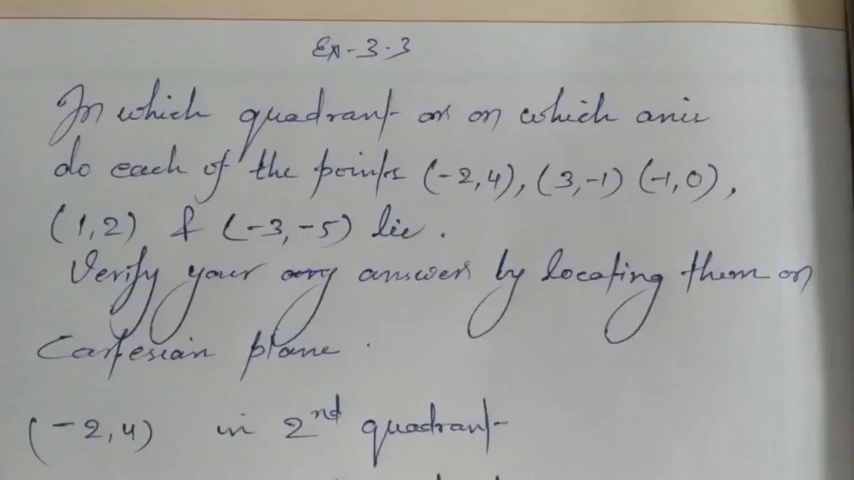 Ex-3.3
In which quadrant or on which axis
do each of the points (-2,4), (3,-1) (-1,0),
(1,2) & (-3,-5) lie.
Verify your answer by locating them on
Cartesian plane.
(-2,4) in 2nd quadrant